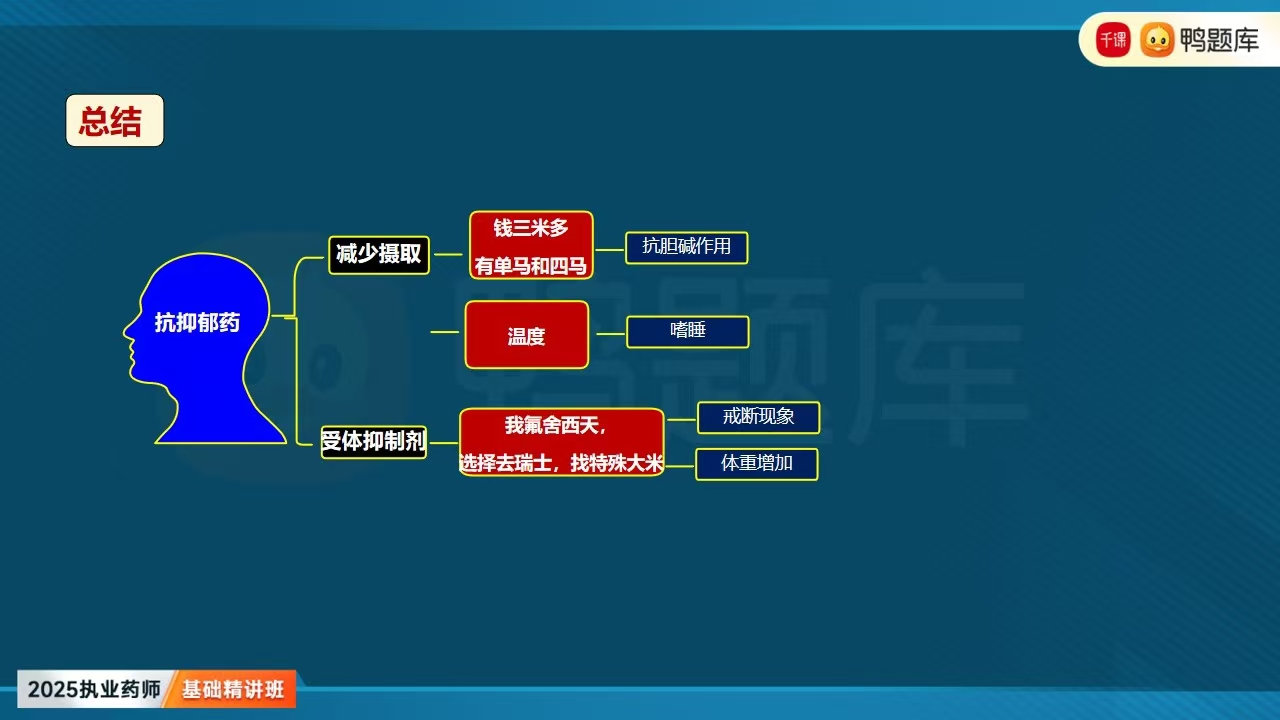 千课 鸭题库
总结
钱三米多
有单马和四马
减少摄取
抗胆碱作用
抗抑郁药
温度
嗜睡
我氟舍西天，
选择去瑞士，找特殊大米
受体抑制剂
戒断现象
体重增加
鸭题库
2025执业药师 基础精讲班